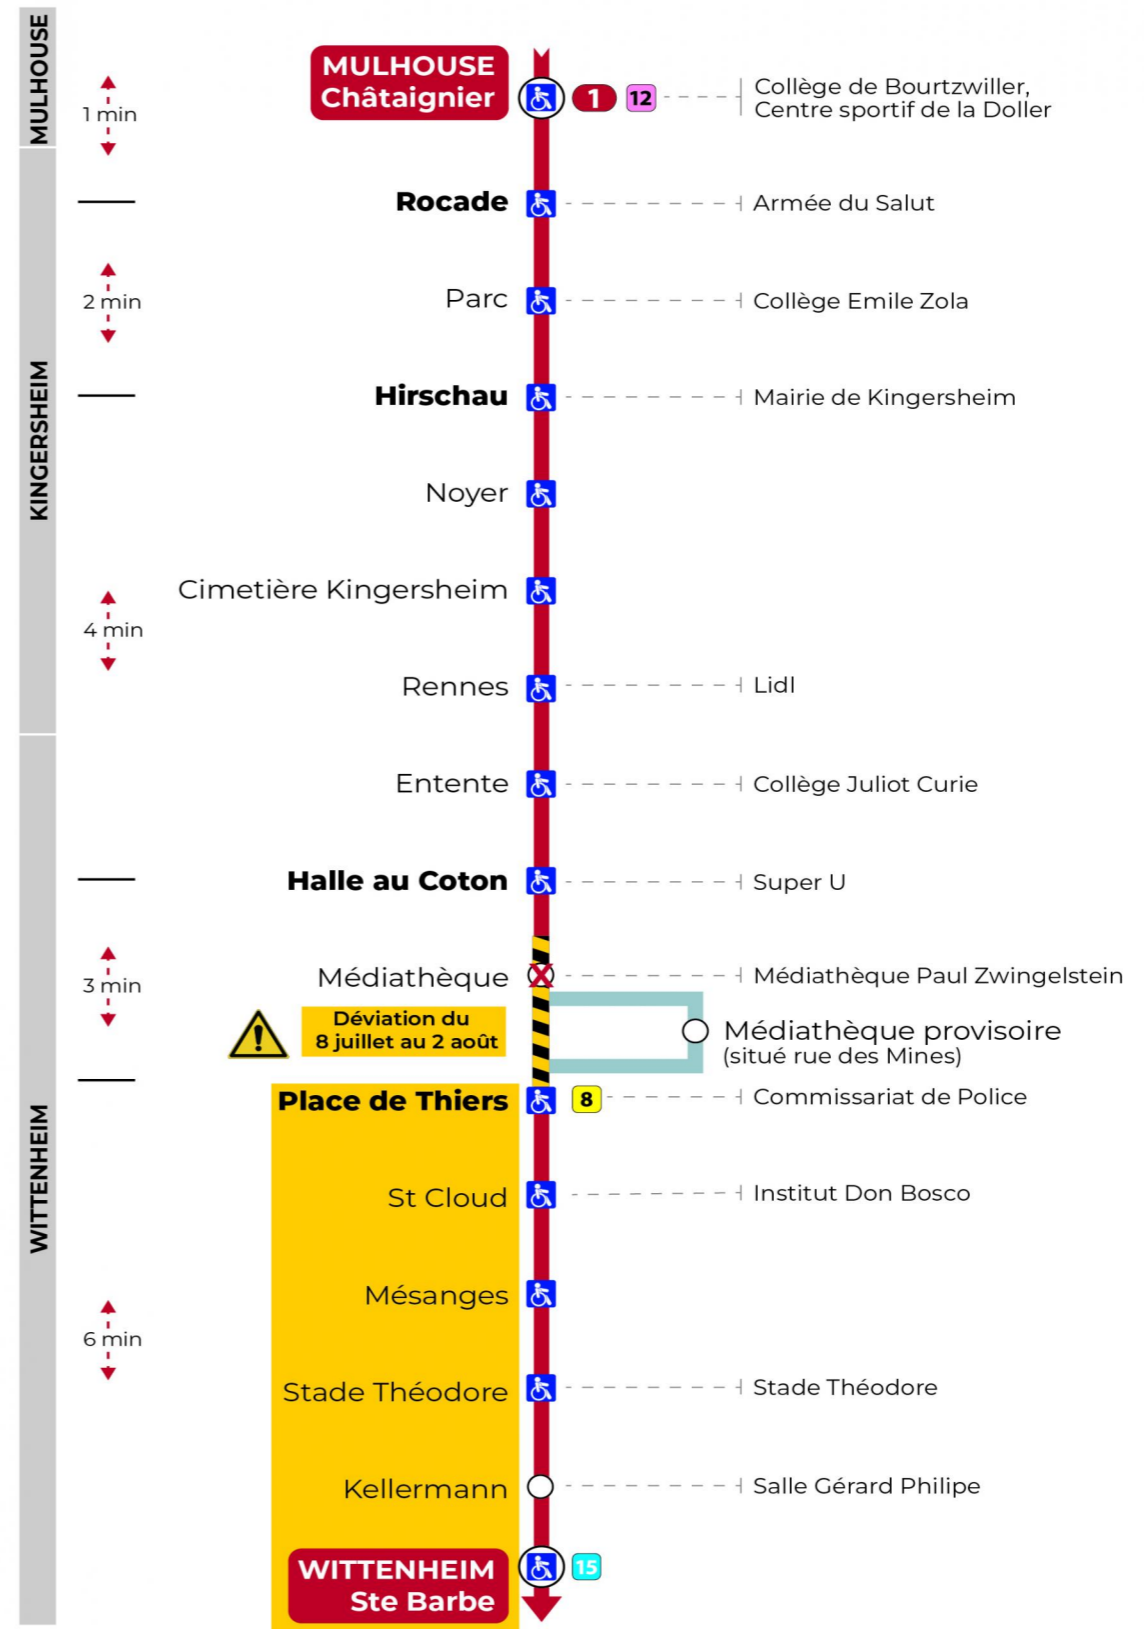 MULHOUSE
MULHOUSE
Châtaignier
1
12
Collège de Bourtzwiller,
Centre sportif de la Doller
1 min
KINGERSHEIM
Rocade
Armée du Salut
2 min
Parc
Collège Emile Zola
Hirschau
Mairie de Kingersheim
Noyer
Cimetière Kingersheim
4 min
Rennes
Lidl
WITTENHEIM
Entente
Collège Juliot Curie
Halle au Coton
Super U
3 min
Médiathèque
Médiathèque Paul Zwingelstein
Déviation du
8 juillet au 2 août
Médiathèque provisoire
(situé rue des Mines)
Place de Thiers
8
Commissariat de Police
St Cloud
Institut Don Bosco
Mésanges
6 min
Stade Théodore
Stade Théodore
Kellermann
Salle Gérard Philipe
WITTENHEIM
Ste Barbe
15